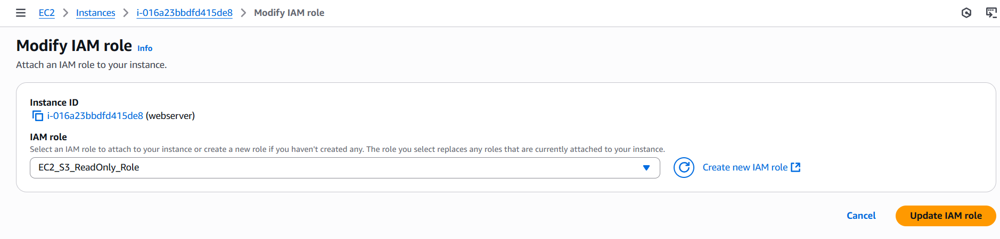 EC2 > Instances > i-016a23bbdfd415de8 > Modify IAM role
Modify IAM role Info
Attach an IAM role to your instance.
Instance ID
i-016a23bbdfd415de8 (webserver)
IAM role
Select an IAM role to attach to your instance or create a new role if you haven't created any. The role you select replaces any roles that are currently attached to your instance.
EC2_S3_ReadOnly_Role
Create new IAM role
Cancel
Update IAM role